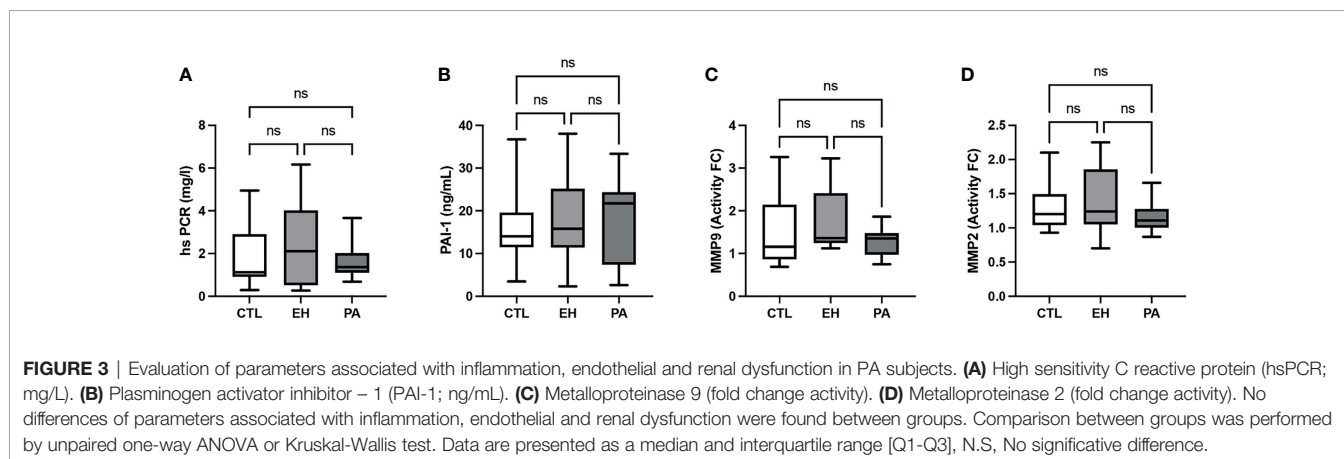 A
B
C
D
ns
ns
ns
ns
ns ns
ns ns
ns ns
ns ns
8
6
4
2
0
hs PCR (mg/l)
CTL EH PA
40
30
20
10
0
PAI-1 (ng/mL)
CTL EH PA
4
3
2
1
0
MMP9 (Activity FC)
CTL EH PA
2.5
2.0
1.5
1.0
0.5
0.0
MMP2 (Activity FC)
CTL EH PA
FIGURE 3 | Evaluation of parameters associated with inflammation, endothelial and renal dysfunction in PA subjects. (A) High sensitivity C reactive protein (hsPCR;
mg/L). (B) Plasminogen activator inhibitor – 1 (PAI-1; ng/mL). (C) Metalloproteinase 9 (fold change activity). (D) Metalloproteinase 2 (fold change activity). No
differences of parameters associated with inflammation, endothelial and renal dysfunction were found between groups. Comparison between groups was performed
by unpaired one-way ANOVA or Kruskal-Wallis test. Data are presented as a median and interquartile range [Q1-Q3], N.S, No significative difference.